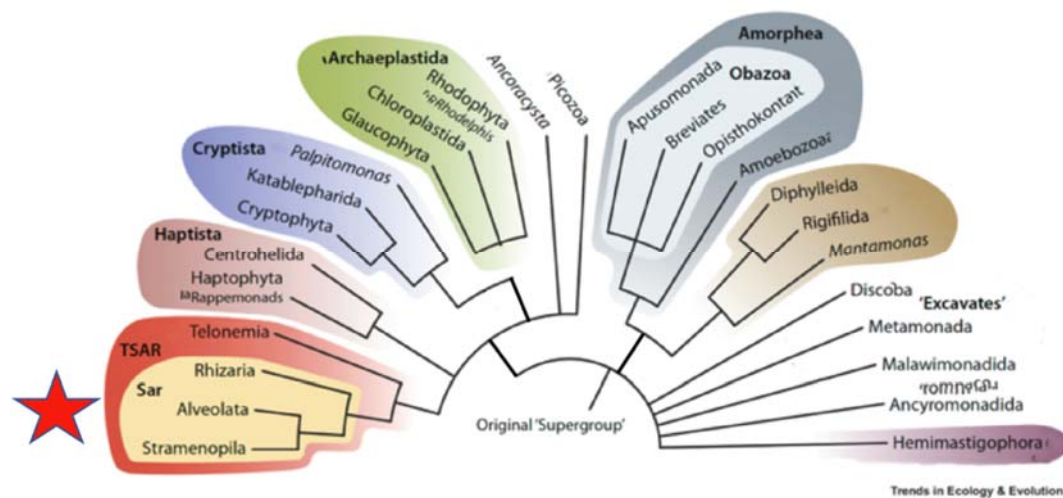 Amorphea
Obazoa
Apusomonada
Breviates
Opisthokonta
Amoebozoa
Archaeplastida
Rhodophyta
Rhodelphis
Chloroplastida
Glaucophyta
Ancoracysta
Picozoa
Cryptista
Palpitomonas
Katablepharida
Cryptophyta
Diphylleida
Rigifilida
Mantamonas
Haptista
Centrohelida
Haptophyta
Rappemonads
Discoba
'Excavates'
Metamonada
Malawimonadida
Ancyromonadida
Hemimastigophora
Telonemia
TSAR
Rhizaria
Sar
Alveolata
Stramenopila
Original 'Supergroup'
Trends in Ecology & Evolution